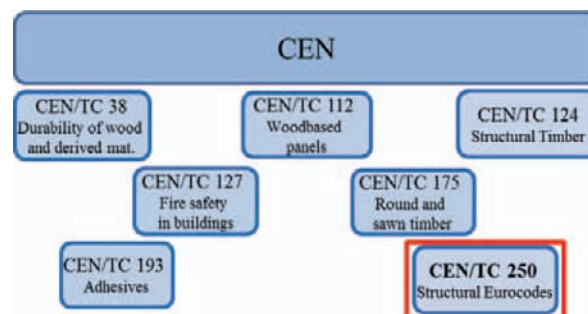 CEN
CEN/TC 38
Durability of wood
and derived mat.
CEN/TC 112
Woodbased
panels
CEN/TC 124
Structural Timber
CEN/TC 127
Fire safety
in buildings
CEN/TC 175
Round and
sawn timber
CEN/TC 193
Adhesives
CEN/TC 250
Structural Eurocodes